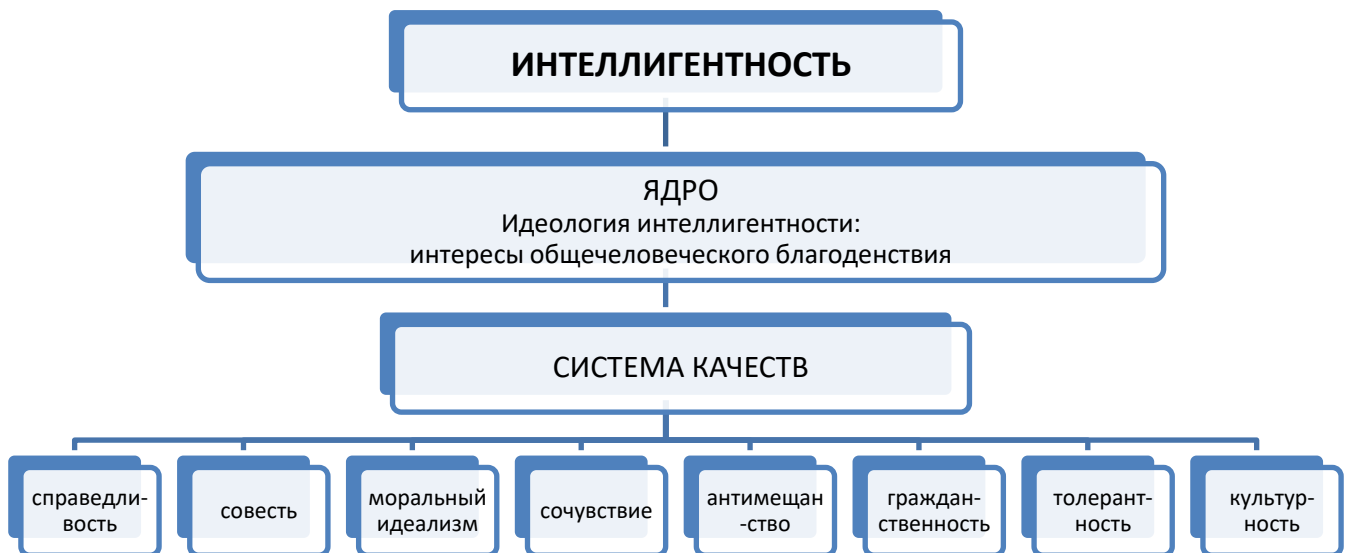 ИНТЕЛЛИГЕНТНОСТЬ
ЯДРО
Идеология интеллигентности:
интересы общечеловеческого благоденствия
СИСТЕМА КАЧЕСТВ
справедли-
вость
совесть
моральный
идеализм
сочувствие
антимещан
-ство
граждан-
ственность
толерант-
ность
культур-
ность